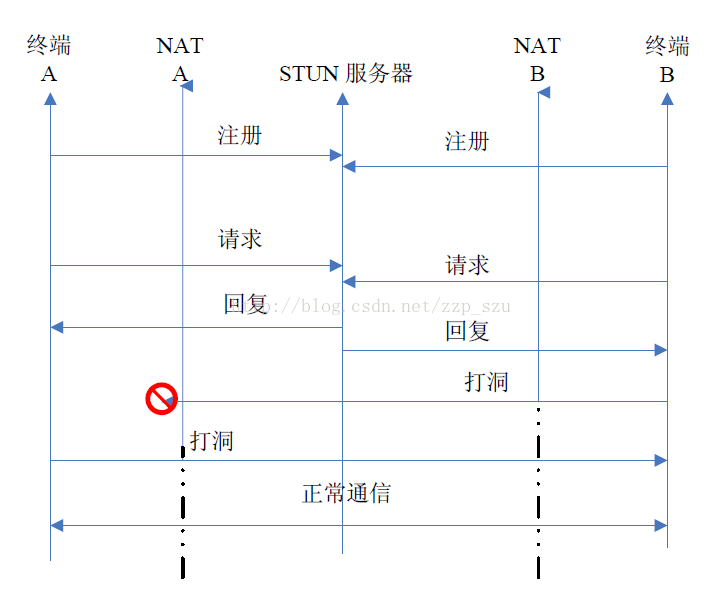 终端
A
NAT
A
STUN 服务器
NAT
B
终端
B
注册
注册
请求
请求
回复
http://blog.csdn.net/zzp_szu
回复
打洞
打洞
正常通信